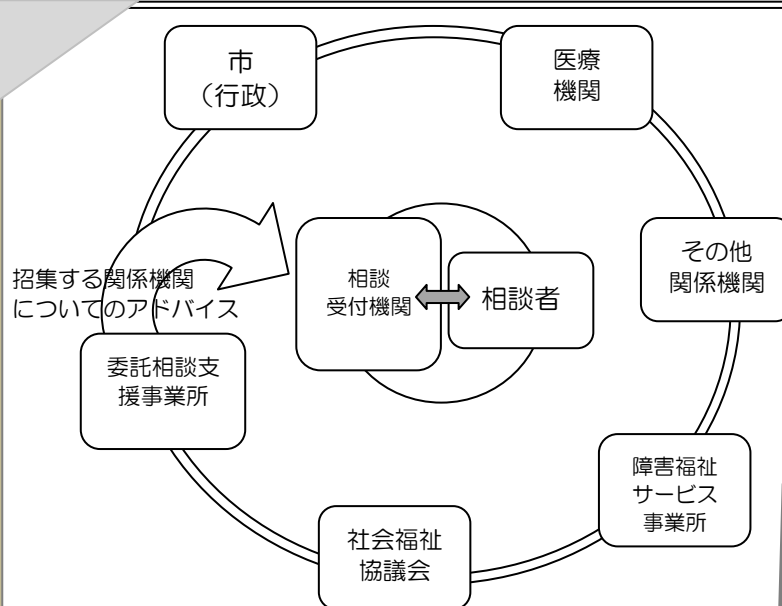 市
（行政）
医療
機関
その他
関係機関
相談
受付機関
相談者
招集する関係機関
についてのアドバイス
委託相談支
援事業所
障害福祉
サービス
事業所
社会福祉
協議会